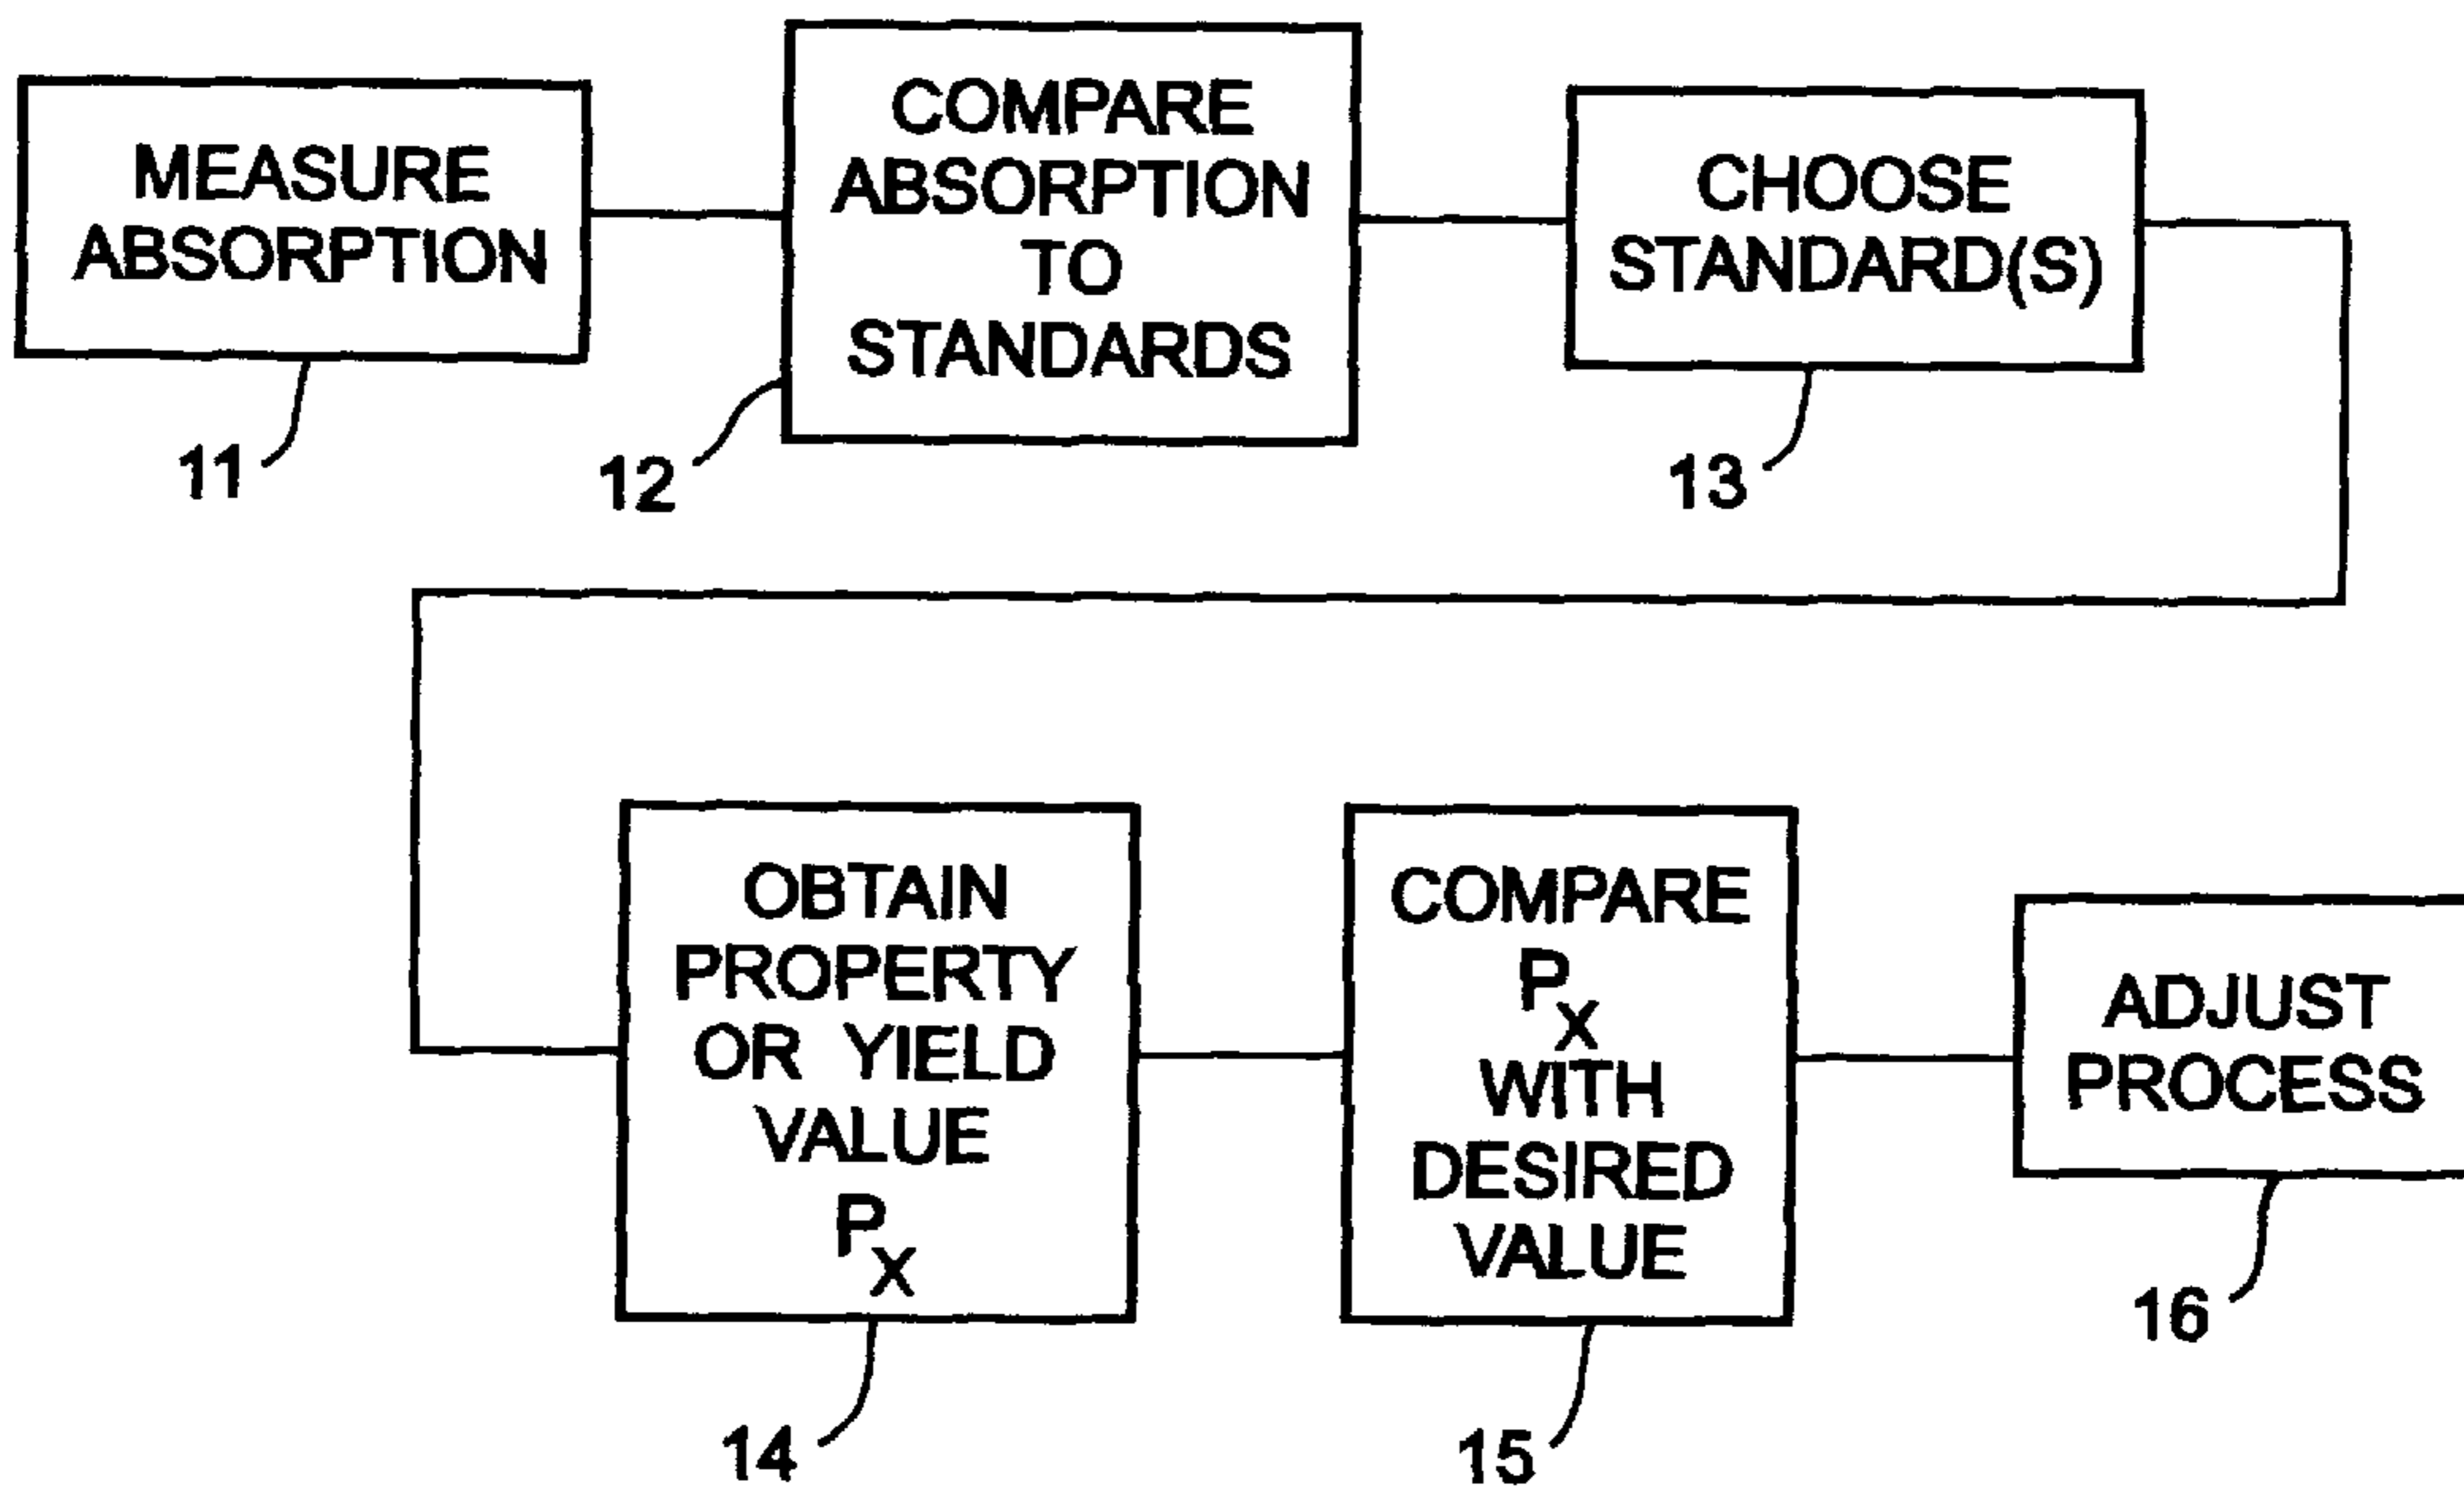 MEASURE
ABSORPTION
11
COMPARE
ABSORPTION
TO
STANDARDS
12
CHOOSE
STANDARD(S)
13
OBTAIN
PROPERTY
OR YIELD
VALUE
PX
14
COMPARE
PX
WITH
DESIRED
VALUE
15
ADJUST
PROCESS
16